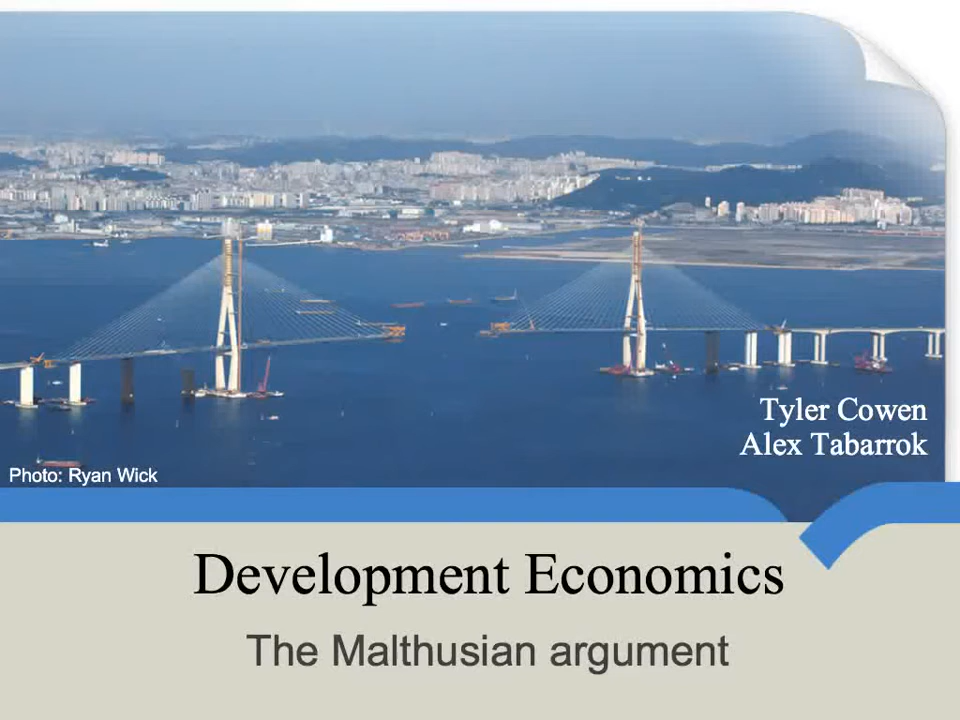 Tyler Cowen
Alex Tabarrok
Photo: Ryan Wick
Development Economics
The Malthusian argument